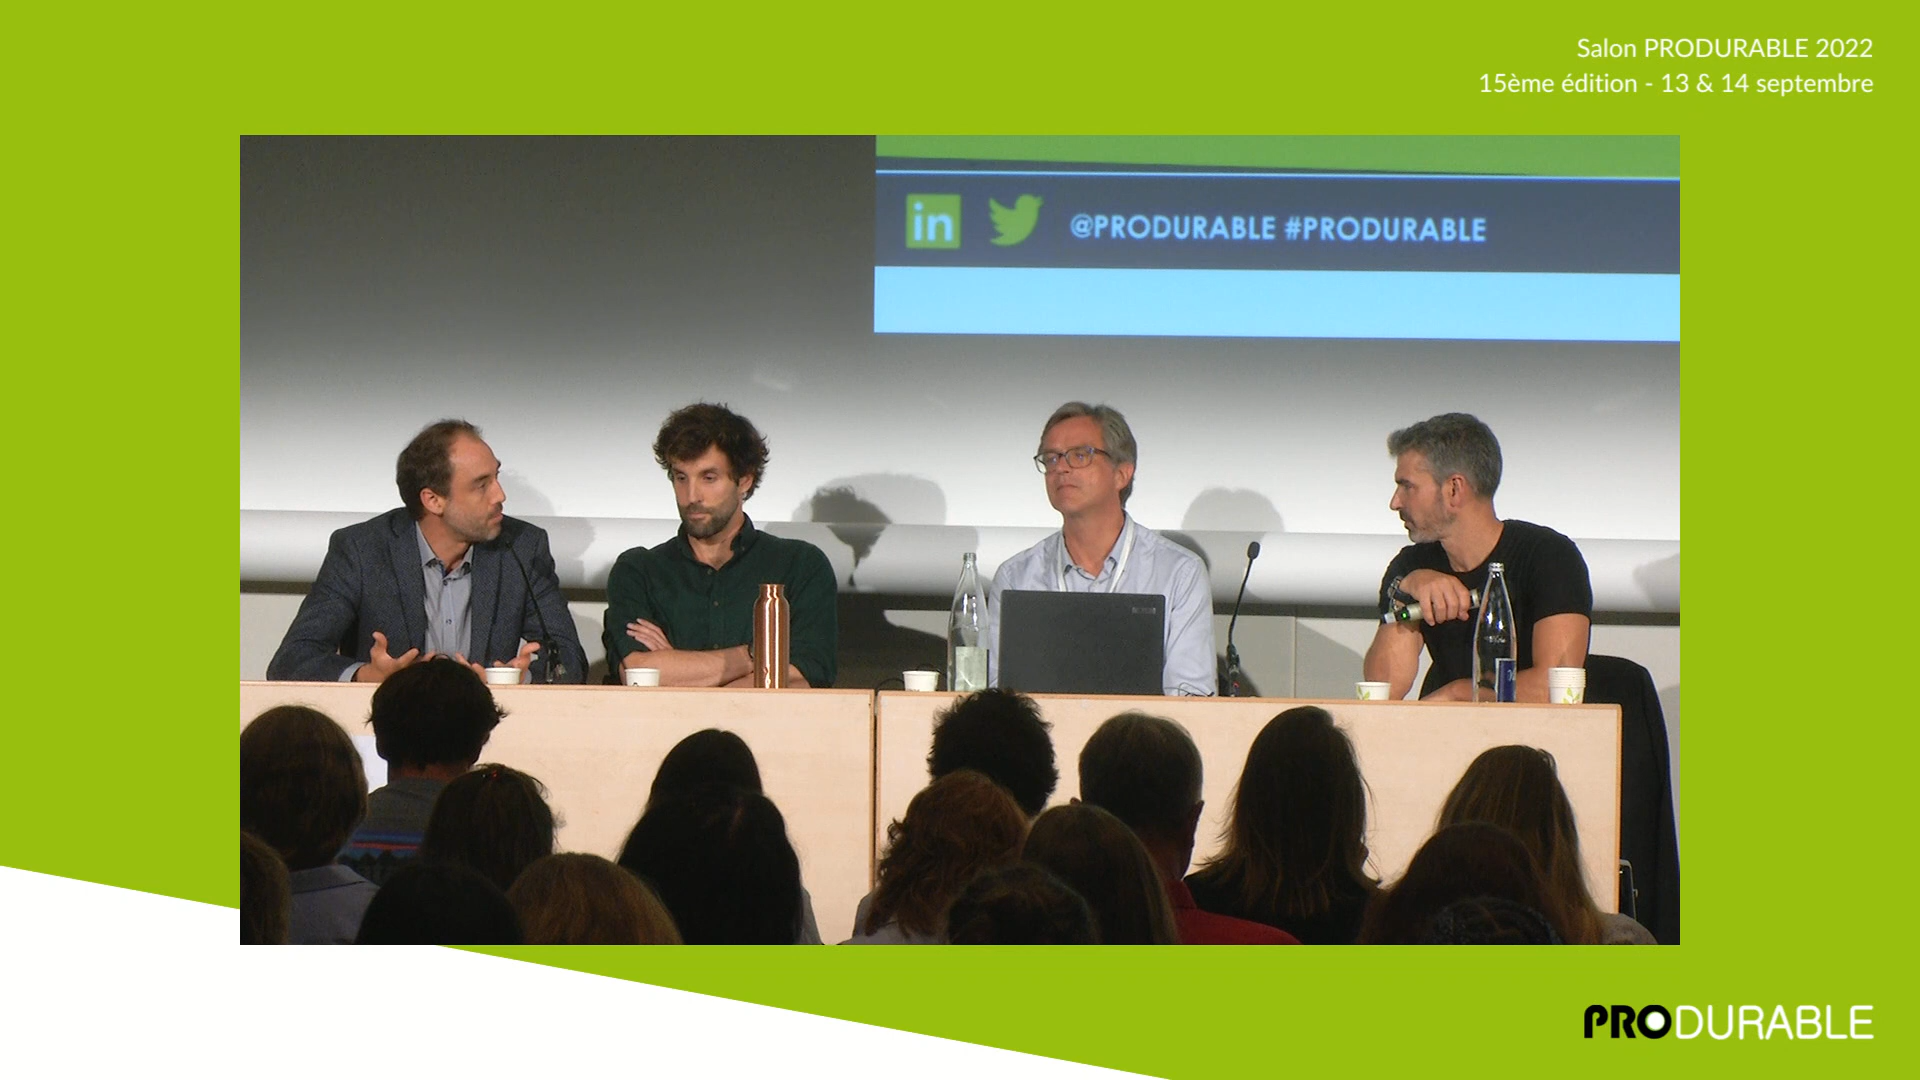 Salon PRODURABLE 2022
15ème édition - 13 & 14 septembre
in @PRODURABLE #PRODURABLE
PRODURABLE